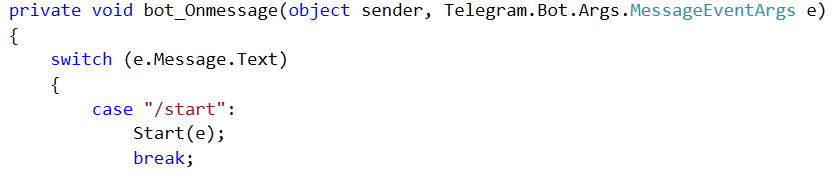 private void bot_Onmessage(object sender, Telegram.Bot.Args.MessageEventArgs e)
{
switch (e.Message.Text)
{
case "/start":
Start(e);
break;